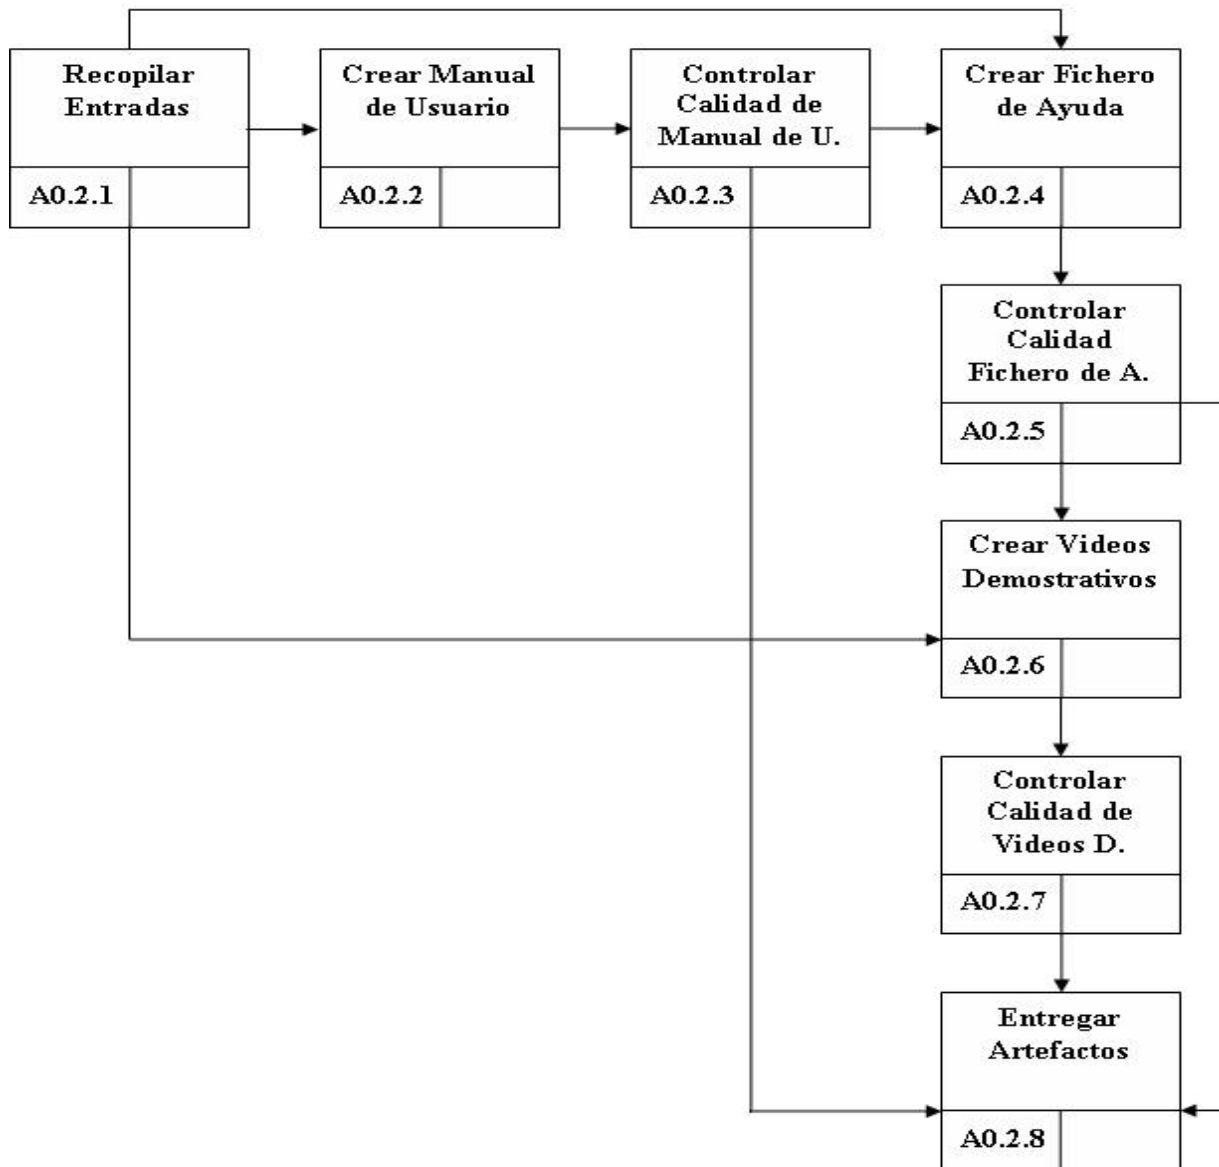 Recopilar
Entradas
A0.2.1
Crear Manual
de Usuario
A0.2.2
Controlar
Calidad de
Manual de U.
A0.2.3
Crear Fichero
de Ayuda
A0.2.4
Controlar
Calidad
Fichero de A.
A0.2.5
Crear Videos
Demostrativos
A0.2.6
Controlar
Calidad de
Videos D.
A0.2.7
Entregar
Artefactos
A0.2.8